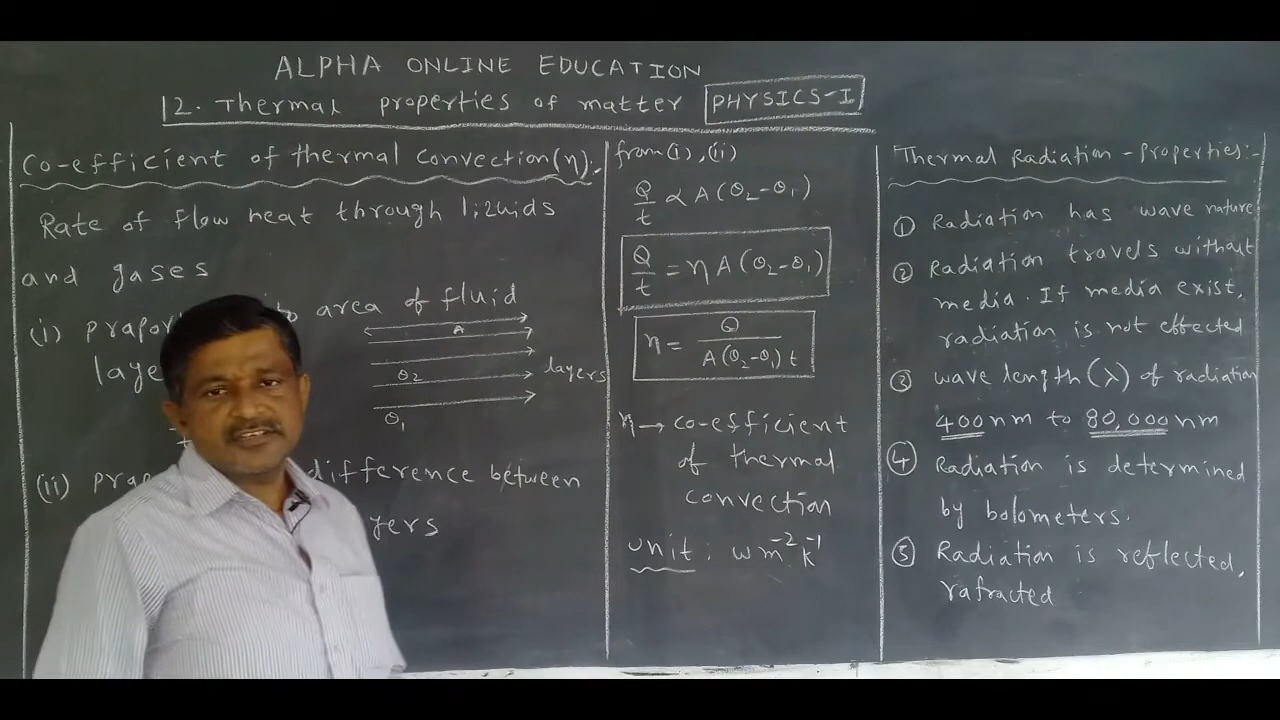 ALPHA ONLINE EDUCATION
12. Thermal properties of matter PHYSICS-I
Co-efficient of thermal convection(η):-
Rate of flow heat through liquids
and gases
(i) area of fluid
A
θ₂
layers
θ₁
(ii) difference between
from (i), (ii)
Q/t ∝ A(θ₂-θ₁)
Q/t = η A(θ₂-θ₁)
η = Q/A(θ₂-θ₁)t
η → co-efficient
of thermal
convection
unit: wm⁻²k⁻¹
Thermal Radiation - Properties:-
① Radiation has wave nature
② Radiation travels without
media. If media exist,
radiation is not effected
③ wave length(λ) of radiation
400nm to 80,000nm
④ Radiation is determined
by bolometers.
⑤ Radiation is reflected,
rafracted